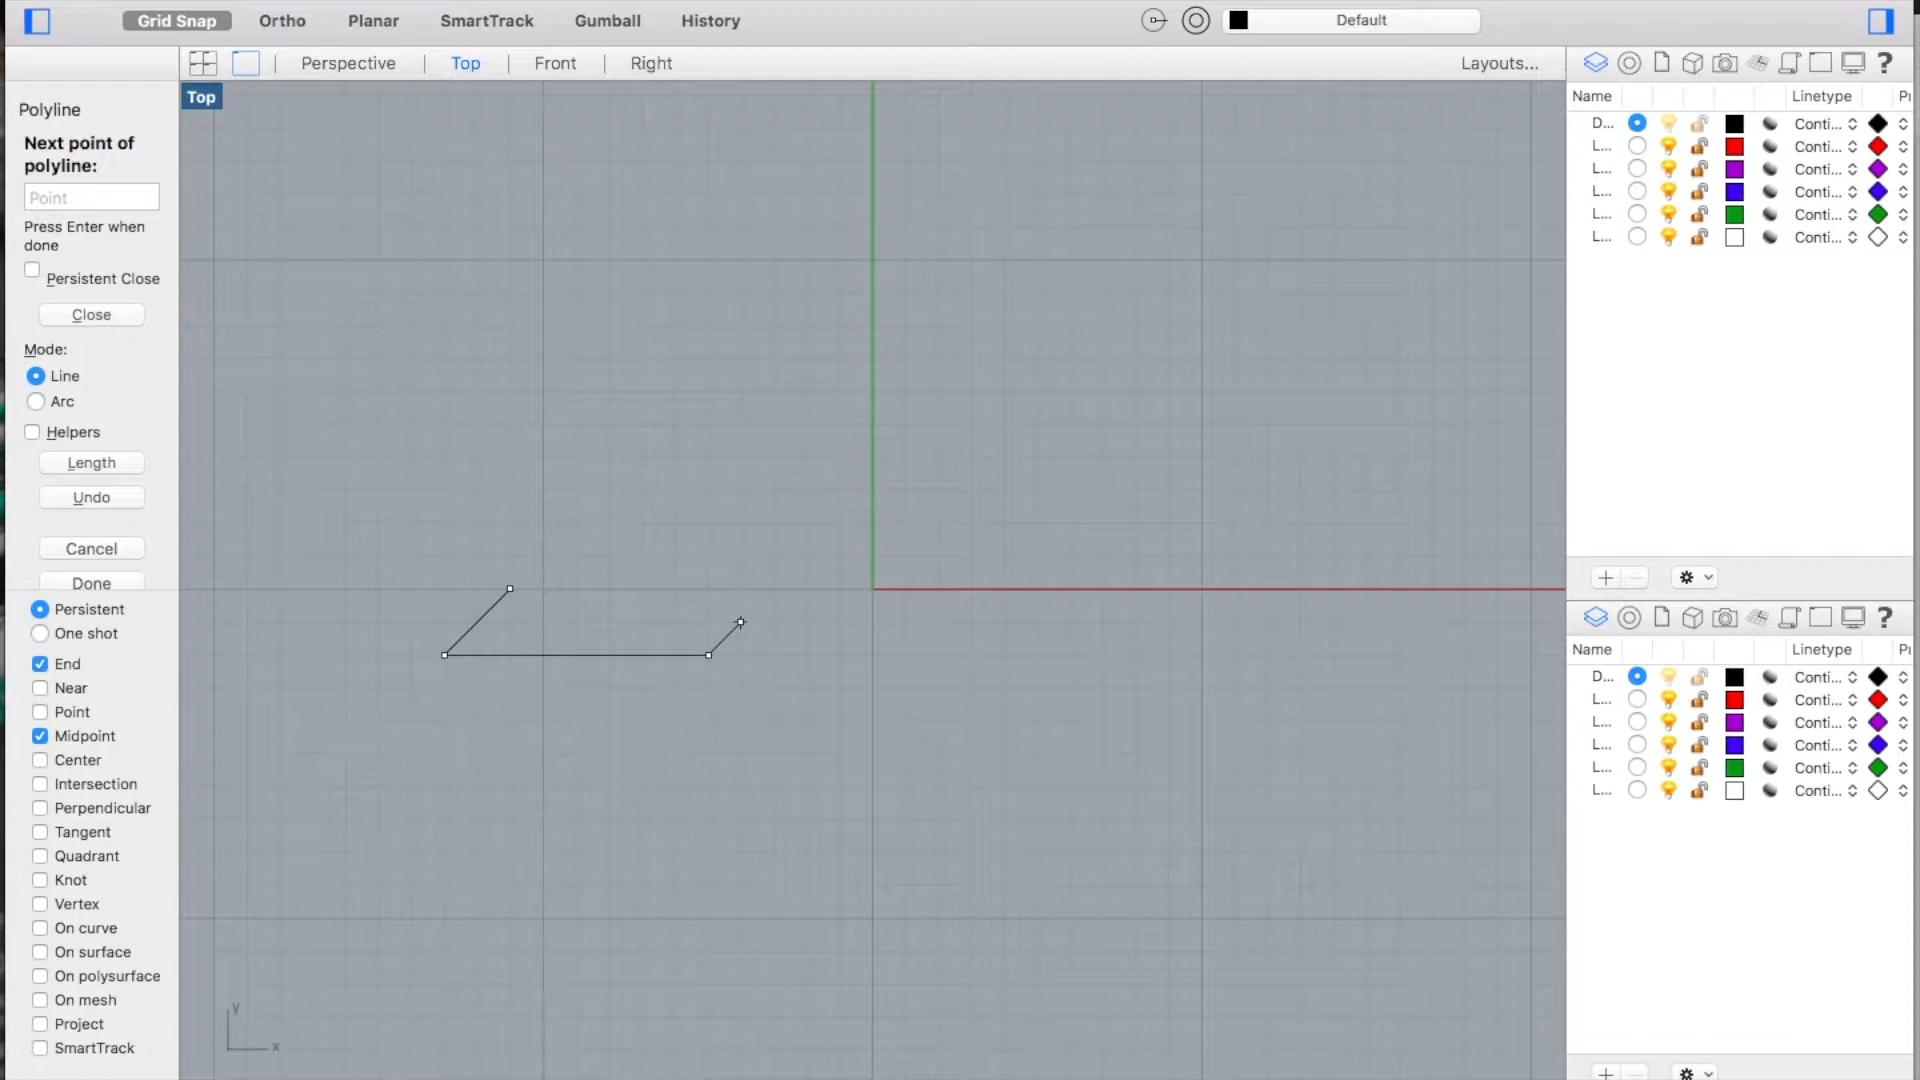 Grid Snap Ortho Planar SmartTrack Gumball History Default
Perspective Top Front Right Layouts...
Top
Polyline
Next point of
polyline:
Point
Press Enter when
done
Persistent Close
Close
Mode:
Line
Arc
Helpers
Length
Undo
Cancel
Done
Persistent
One shot
End
Near
Point
Midpoint
Center
Intersection
Perpendicular
Tangent
Quadrant
Knot
Vertex
On curve
On surface
On polysurface
On mesh
Project
SmartTrack
y
x
?
Name Linetype
D... Conti...
L... Conti...
L... Conti...
L... Conti...
L... Conti...
L... Conti...
?
Name Linetype
D... Conti...
L... Conti...
L... Conti...
L... Conti...
L... Conti...
L... Conti...